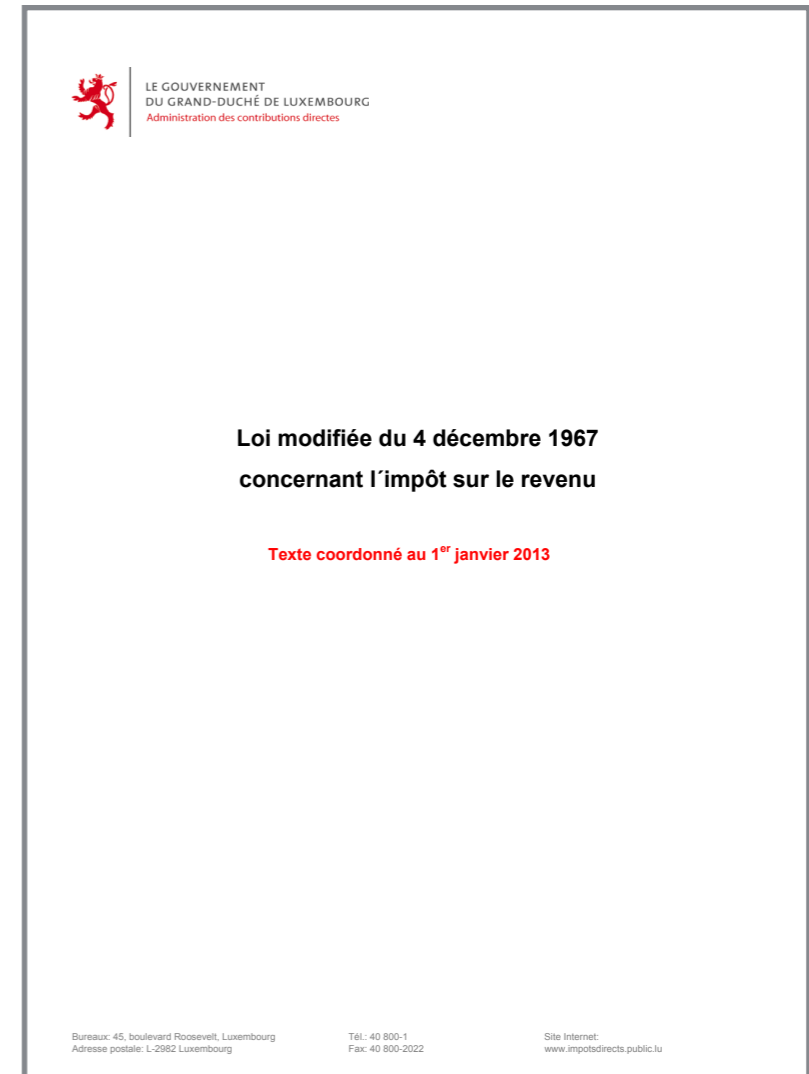 LE GOUVERNEMENT
DU GRAND-DUCHÉ DE LUXEMBOURG
Administration des contributions directes
Loi modifiée du 4 décembre 1967
concernant l´impôt sur le revenu
Texte coordonné au 1er janvier 2013
Bureaux: 45, boulevard Roosevelt, Luxembourg
Adresse postale: L-2982 Luxembourg
Tél.: 40 800-1
Fax: 40 800-2022
Site Internet:
www.impotsdirects.public.lu